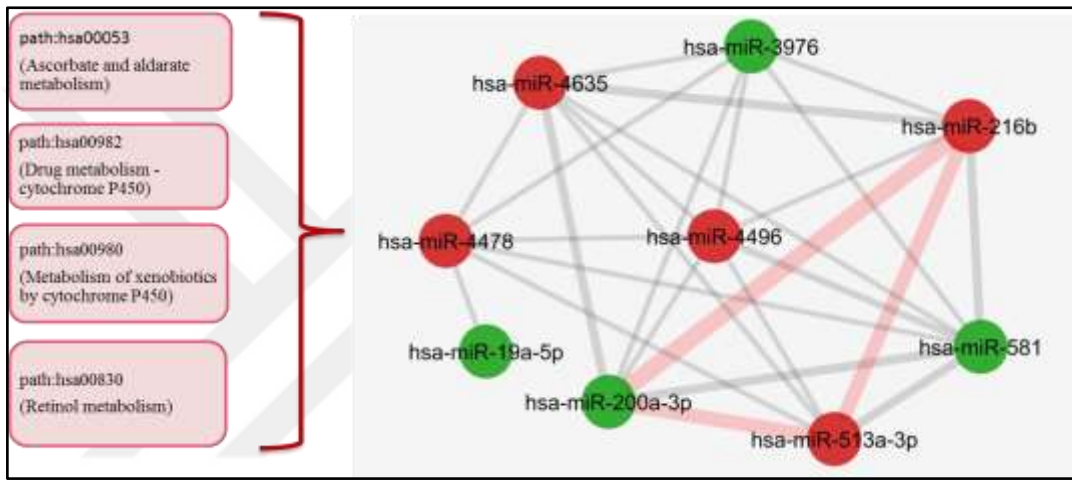 path:hsa00053
(Ascorbate and aldarate
metabolism)
path:hsa00982
(Drug metabolism -
cytochrome P450)
path:hsa00980
(Metabolism of xenobiotics
by cytochrome P450)
path:hsa00830
(Retinol metabolism)
hsa-miR-3976
hsa-miR-4635
hsa-miR-216b
hsa-miR-4478
hsa-miR-4496
hsa-miR-19a-5p
hsa-miR-581
hsa-miR-200a-3p
hsa-miR-513a-3p